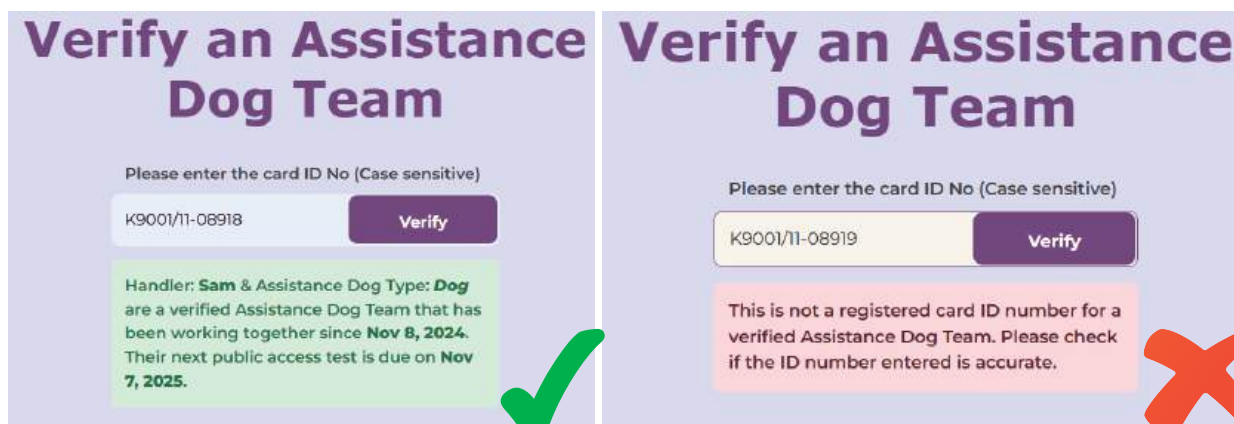 Verify an Assistance
Dog Team
Please enter the card ID No (Case sensitive)
K9001/11-08918
Verify
Handler: Sam & Assistance Dog Type: Dog
are a verified Assistance Dog Team that has
been working together since Nov 8, 2024.
Their next public access test is due on Nov
7, 2025.
Verify an Assistance
Dog Team
Please enter the card ID No (Case sensitive)
K9001/11-08919
Verify
This is not a registered card ID number for a
verified Assistance Dog Team. Please check
if the ID number entered is accurate.